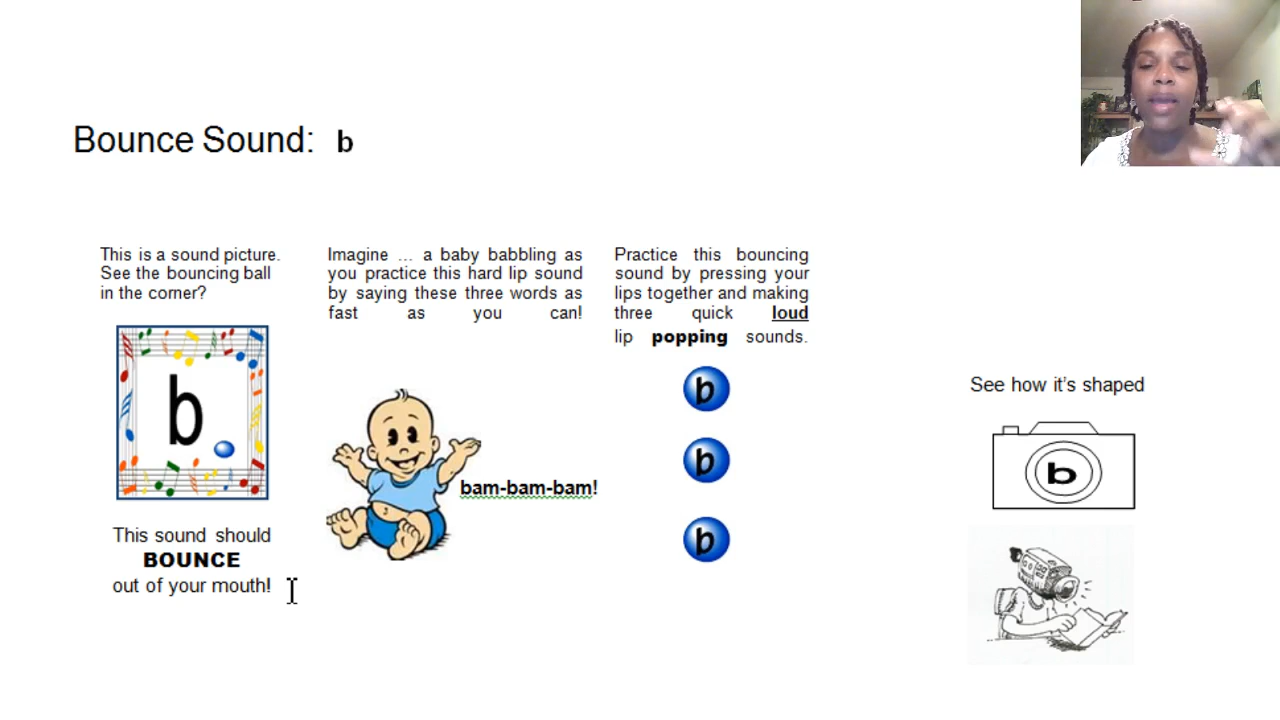 Bounce Sound: b
This is a sound picture.
See the bouncing ball
in the corner?
b
This sound should
BOUNCE
out of your mouth!
Imagine ... a baby babbling as
you practice this hard lip sound
by saying these three words as
fast as you can!
bam-bam-bam!
Practice this bouncing
sound by pressing your
lips together and making
three quick loud
lip popping sounds.
b
b
b
See how it's shaped
b